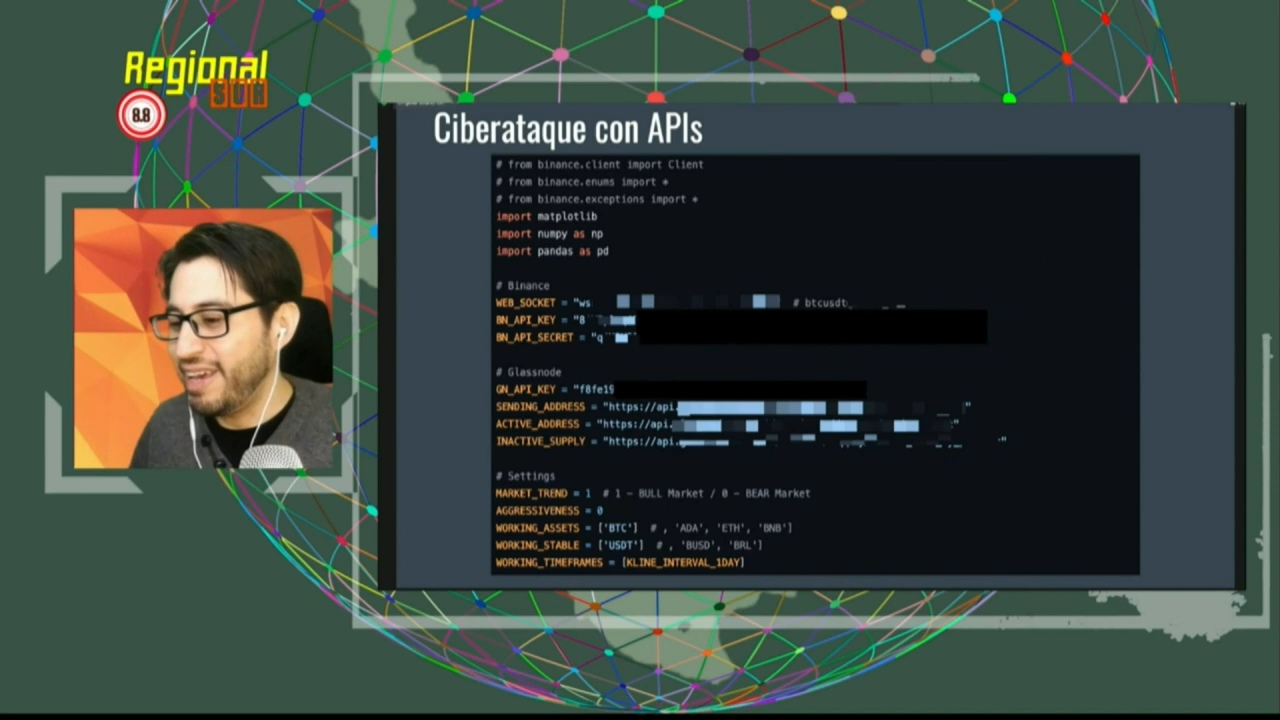 Regional
SUR
8.8
Ciberataque con APIs
# from binance.client import Client
# from binance.enums import *
# from binance.exceptions import *
import matplotlib
import numpy as np
import pandas as pd
# Binance
WEB_SOCKET = "ws # btcusdt
BN_API_KEY = "8
BN_API_SECRET = "q
# Glassnode
GN_API_KEY = "f8fe19
SENDING_ADDRESS = "https://api. "
ACTIVE_ADDRESS = "https://api. "
INACTIVE_SUPPLY = "https://api. "
# Settings
MARKET_TREND = 1 # 1 - BULL Market / 0 - BEAR Market
AGGRESSIVENESS = 0
WORKING_ASSETS = ['BTC'] # , 'ADA', 'ETH', 'BNB']
WORKING_STABLE = ['USDT'] # , 'BUSD', 'BRL']
WORKING_TIMEFRAMES = [KLINE_INTERVAL_1DAY]